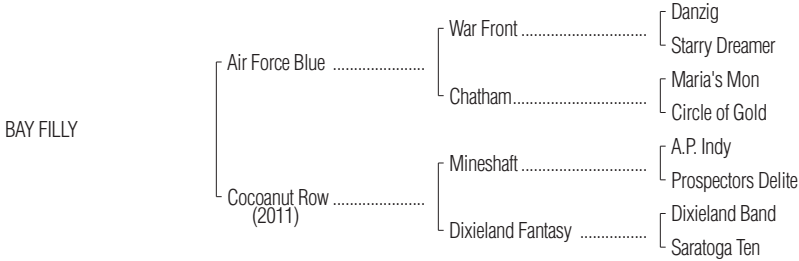 Danzig
War Front ..............................
Starry Dreamer
Air Force Blue ......................
Maria's Mon
Chatham................................
Circle of Gold
BAY FILLY
A.P. Indy
Mineshaft ..............................
Prospectors Delite
Cocoanut Row ......................
(2011)
Dixieland Band
Dixieland Fantasy ................
Saratoga Ten